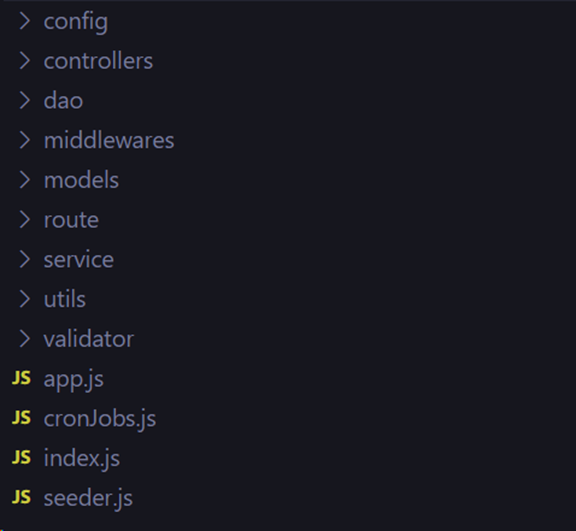 config
controllers
dao
middlewares
models
route
service
utils
validator
JS app.js
JS cronJobs.js
JS index.js
JS seeder.js